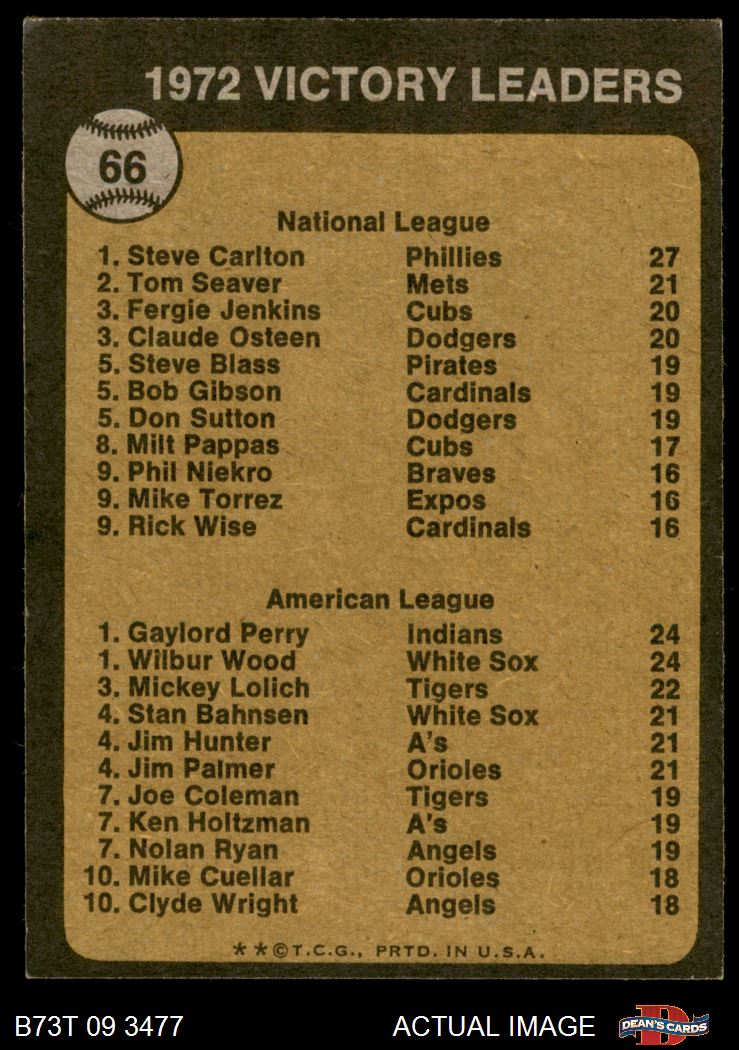 1972 VICTORY LEADERS
66
National League
1. Steve Carlton Phillies 27
2. Tom Seaver Mets 21
3. Fergie Jenkins Cubs 20
3. Claude Osteen Dodgers 20
5. Steve Blass Pirates 19
5. Bob Gibson Cardinals 19
5. Don Sutton Dodgers 19
8. Milt Pappas Cubs 17
9. Phil Niekro Braves 16
9. Mike Torrez Expos 16
9. Rick Wise Cardinals 16
American League
1. Gaylord Perry Indians 24
1. Wilbur Wood White Sox 24
3. Mickey Lolich Tigers 22
4. Stan Bahnsen White Sox 21
4. Jim Hunter A's 21
4. Jim Palmer Orioles 21
7. Joe Coleman Tigers 19
7. Ken Holtzman A's 19
7. Nolan Ryan Angels 19
10. Mike Cuellar Orioles 18
10. Clyde Wright Angels 18
**©T.C.G., PRTD. IN U.S.A.
B73T 09 3477 ACTUAL IMAGE D DEAN'S CARDS